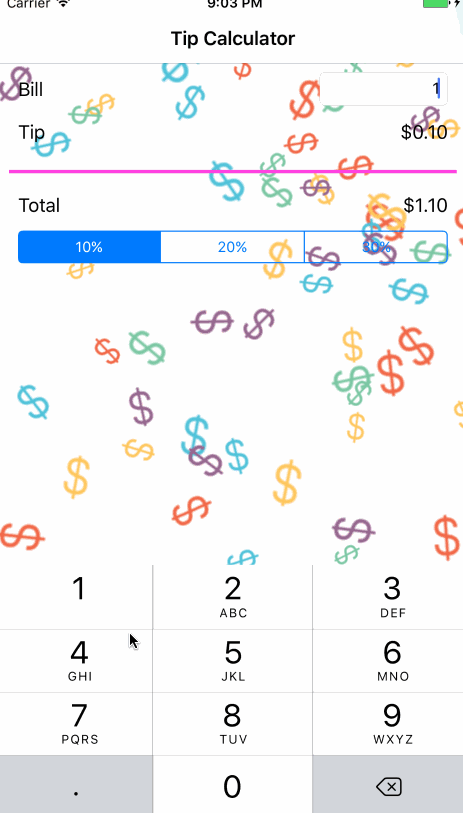 Carrier 9:03 PM
Tip Calculator
Bill 1
Tip $0.10
Total $1.10
10% 20% 30%
1 2 3
ABC DEF
4 5 6
GHI JKL MNO
7 8 9
PQRS TUV WXYZ
. 0